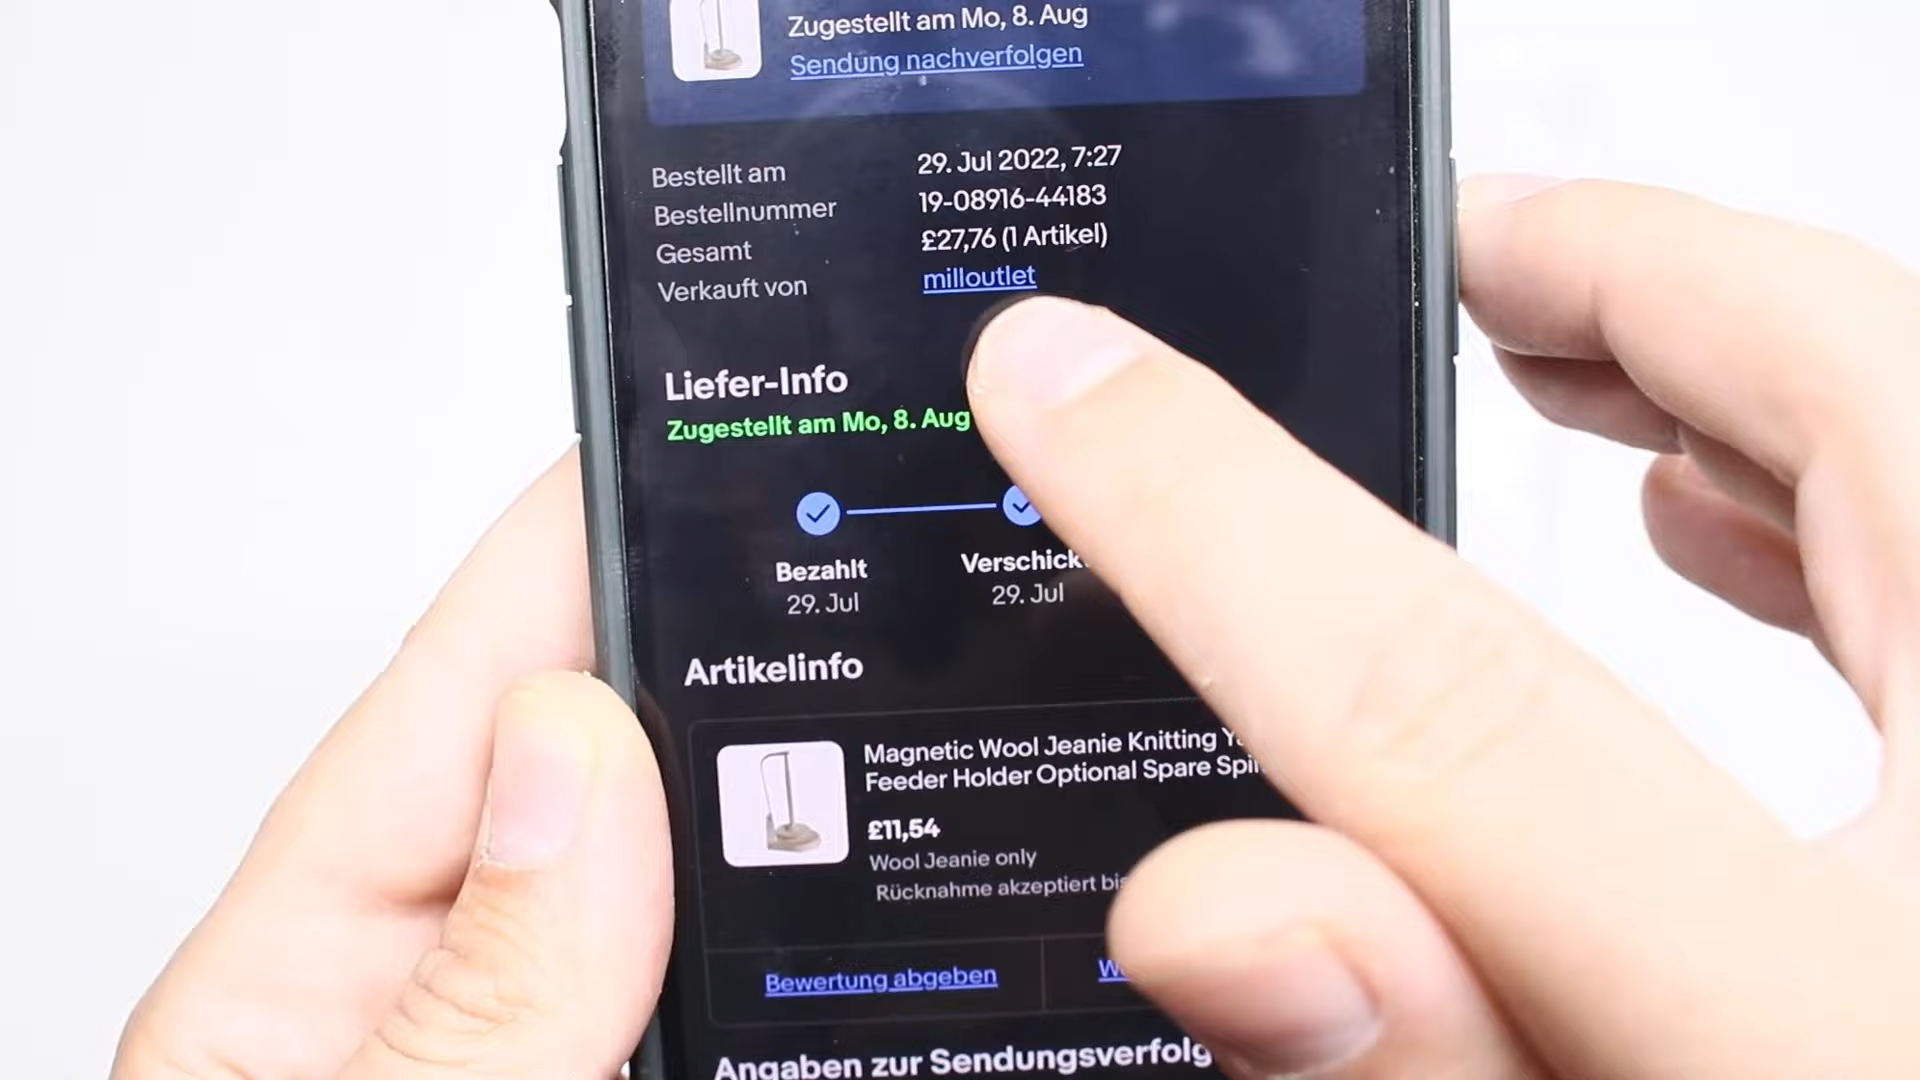 Zugestellt am Mo, 8. Aug
Sendung nachverfolgen
Bestellt am 29. Jul 2022, 7:27
Bestellnummer 19-08916-44183
Gesamt £27,76 (1 Artikel)
Verkauft von milloutlet
Liefer-Info
Zugestellt am Mo, 8. Aug
Bezahlt Verschick
29. Jul 29. Jul
Artikelinfo
Magnetic Wool Jeanie Knitting
Feeder Holder Optional Spare
£11,54
Wool Jeanie only
Rücknahme akzeptiert bis
Bewertung abgeben
Angaben zur